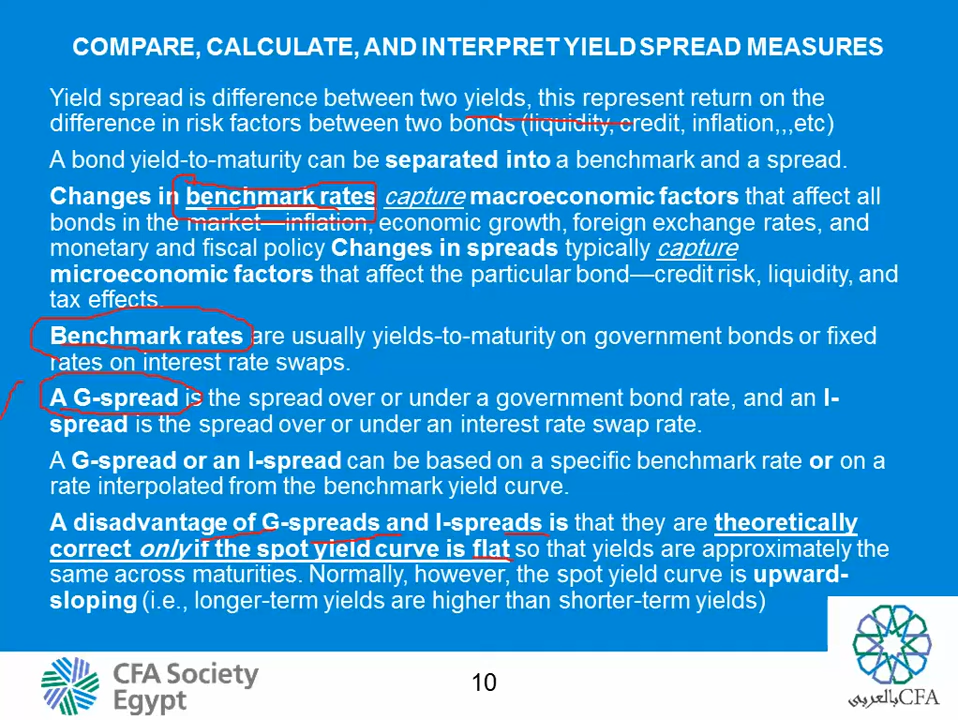 COMPARE, CALCULATE, AND INTERPRET YIELD SPREAD MEASURES
Yield spread is difference between two yields, this represent return on the
difference in risk factors between two bonds (liquidity, credit, inflation,,,etc)
A bond yield-to-maturity can be separated into a benchmark and a spread.
Changes in benchmark rates capture macroeconomic factors that affect all
bonds in the market—inflation, economic growth, foreign exchange rates, and
monetary and fiscal policy Changes in spreads typically capture
microeconomic factors that affect the particular bond—credit risk, liquidity, and
tax effects.
Benchmark rates are usually yields-to-maturity on government bonds or fixed
rates on interest rate swaps.
A G-spread is the spread over or under a government bond rate, and an I-
spread is the spread over or under an interest rate swap rate.
A G-spread or an I-spread can be based on a specific benchmark rate or on a
rate interpolated from the benchmark yield curve.
A disadvantage of G-spreads and I-spreads is that they are theoretically
correct only if the spot yield curve is flat so that yields are approximately the
same across maturities. Normally, however, the spot yield curve is upward-
sloping (i.e., longer-term yields are higher than shorter-term yields)
CFA Society
Egypt
10
CFA بالعربي